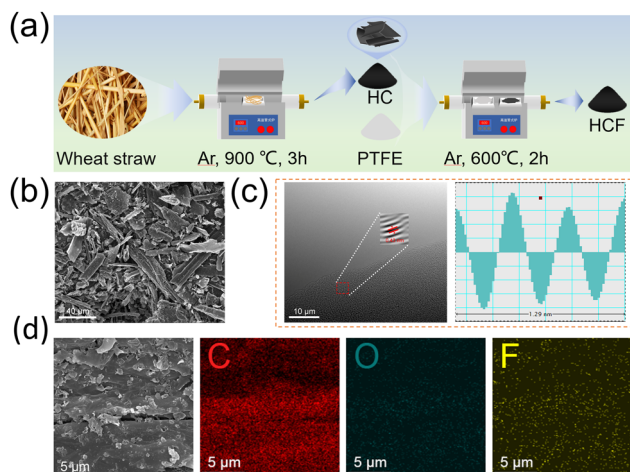 (a)
HC
HCF
Wheat straw
Ar, 900 ℃, 3h
PTFE
Ar, 600℃, 2h
(b)
40 μm
(c)
10 μm
1.29 nm
(d)
5 μm
C
5 μm
O
5 μm
F
5 μm